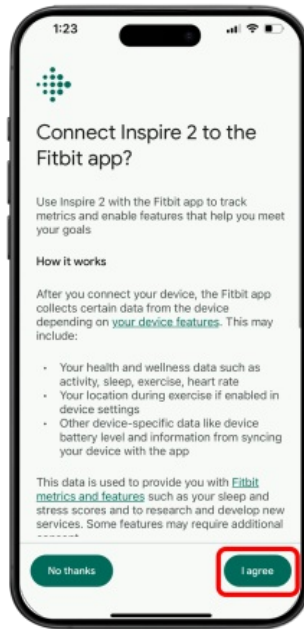 1:23
Connect Inspire 2 to the
Fitbit app?
Use Inspire 2 with the Fitbit app to track
metrics and enable features that help you meet
your goals
How it works
After you connect your device, the Fitbit app
collects certain data from the device
depending on your device features. This may
include:
• Your health and wellness data such as
activity, sleep, exercise, heart rate
• Your location during exercise if enabled in
device settings
• Other device-specific data like device
battery level and information from syncing
your device with the app
This data is used to provide you with Fitbit
metrics and features such as your sleep and
stress scores and to research and develop new
services. Some features may require additional
No thanks
I agree